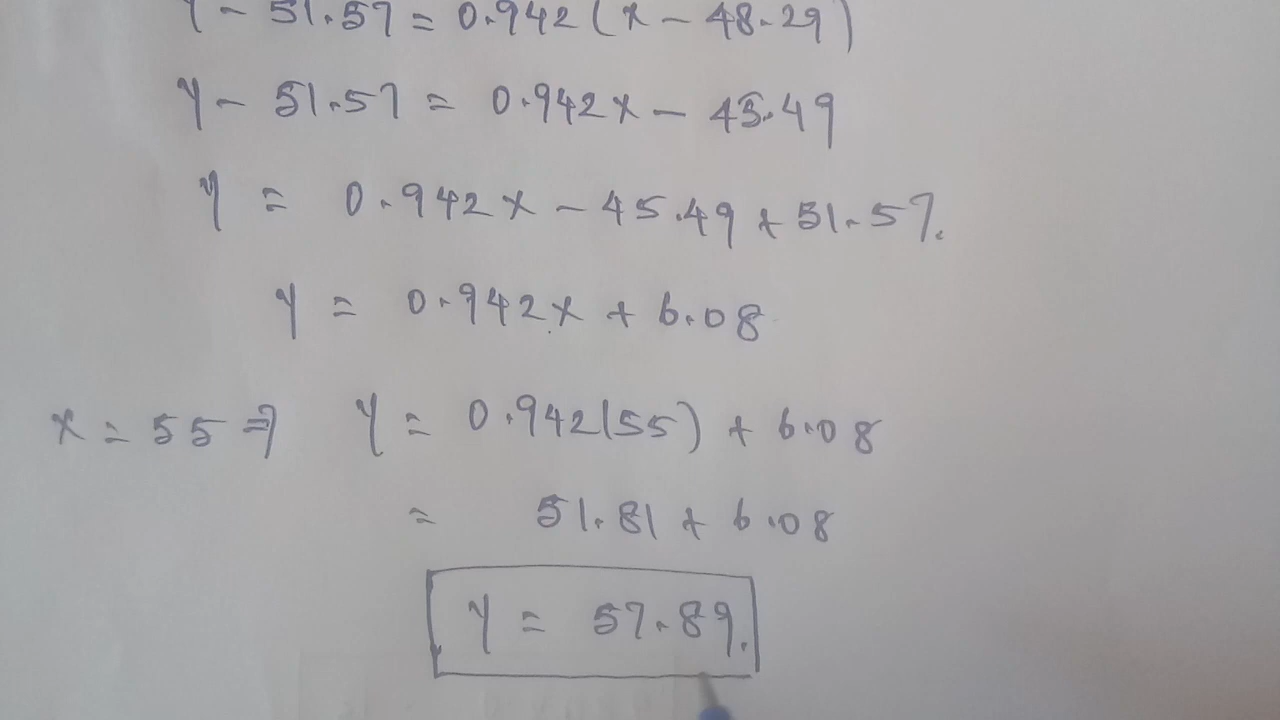 Y - 51.57 = 0.942 (x - 48.29)
Y - 51.57 = 0.942x - 45.49
Y = 0.942x - 45.49 + 51.57.
Y = 0.942x + 6.08
x = 55 ⇒ Y = 0.942(55) + 6.08
= 51.81 + 6.08
Y = 57.89.